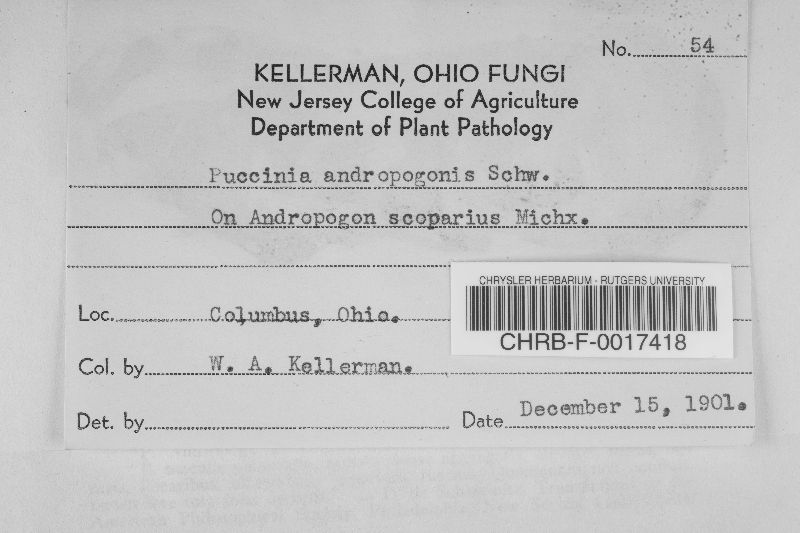 No. 54
KELLERMAN, OHIO FUNGI
New Jersey College of Agriculture
Department of Plant Pathology
Puccinia andropogonis Schw.
On Andropogon scoparius Michx.
CHRYSLER HERBARIUM - RUTGERS UNIVERSITY
CHRB-F-0017418
Loc. Columbus, Ohio.
Col. by W. A. Kellerman.
Det. by
Date December 15, 1901.